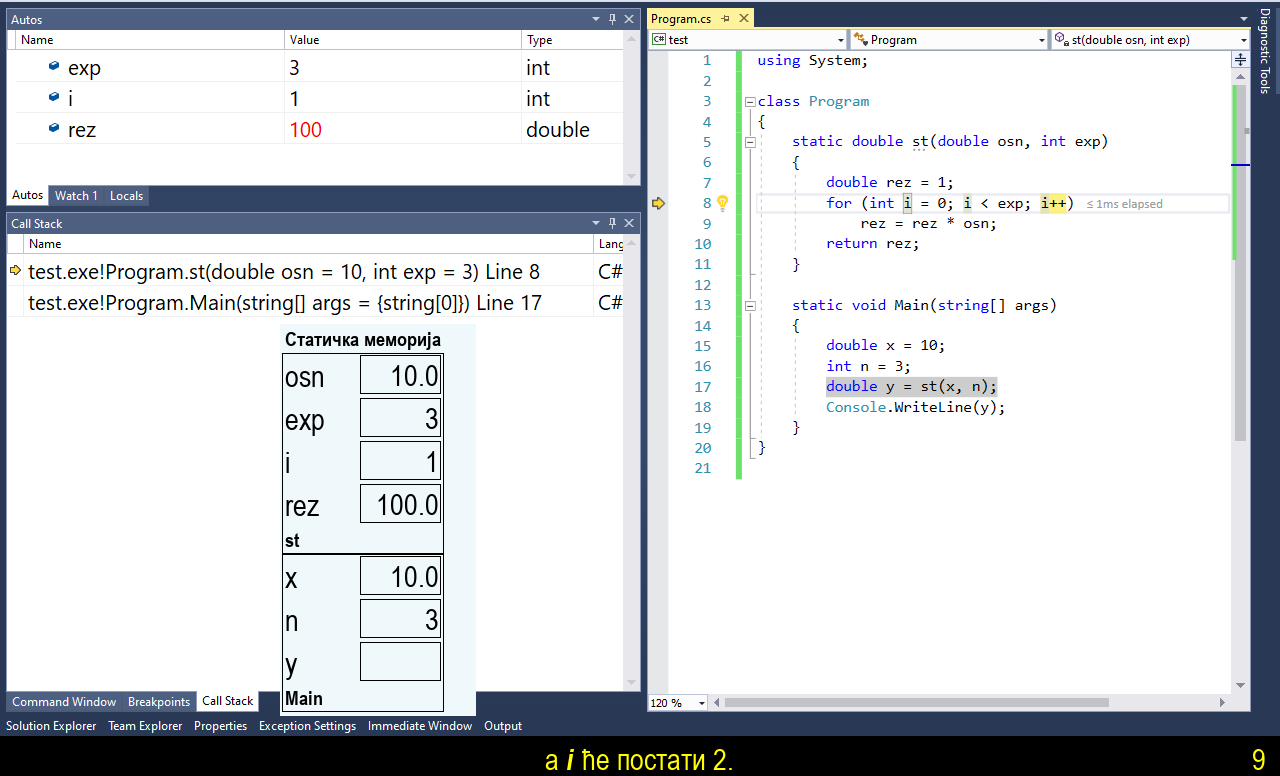 Autos
Name Value Type
exp 3 int
i 1 int
rez 100 double
Autos Watch 1 Locals
Call Stack
Name Lang
test.exe!Program.st(double osn = 10, int exp = 3) Line 8 C#
test.exe!Program.Main(string[] args = {string[0]}) Line 17 C#
Статичка меморија
osn 10.0
exp 3
i 1
rez 100.0
st
x 10.0
n 3
y
Main
Command Window Breakpoints Call Stack
Solution Explorer Team Explorer Properties Exception Settings Immediate Window Output
Program.cs
C# test Program st(double osn, int exp)
Diagnostic Tools
1 using System;
2
3 class Program
4 {
5 static double st(double osn, int exp)
6 {
7 double rez = 1;
8 for (int i = 0; i < exp; i++) ≤ 1ms elapsed
9 rez = rez * osn;
10 return rez;
11 }
12
13 static void Main(string[] args)
14 {
15 double x = 10;
16 int n = 3;
17 double y = st(x, n);
18 Console.WriteLine(y);
19 }
20 }
21
120 %
а i ће постати 2.
9